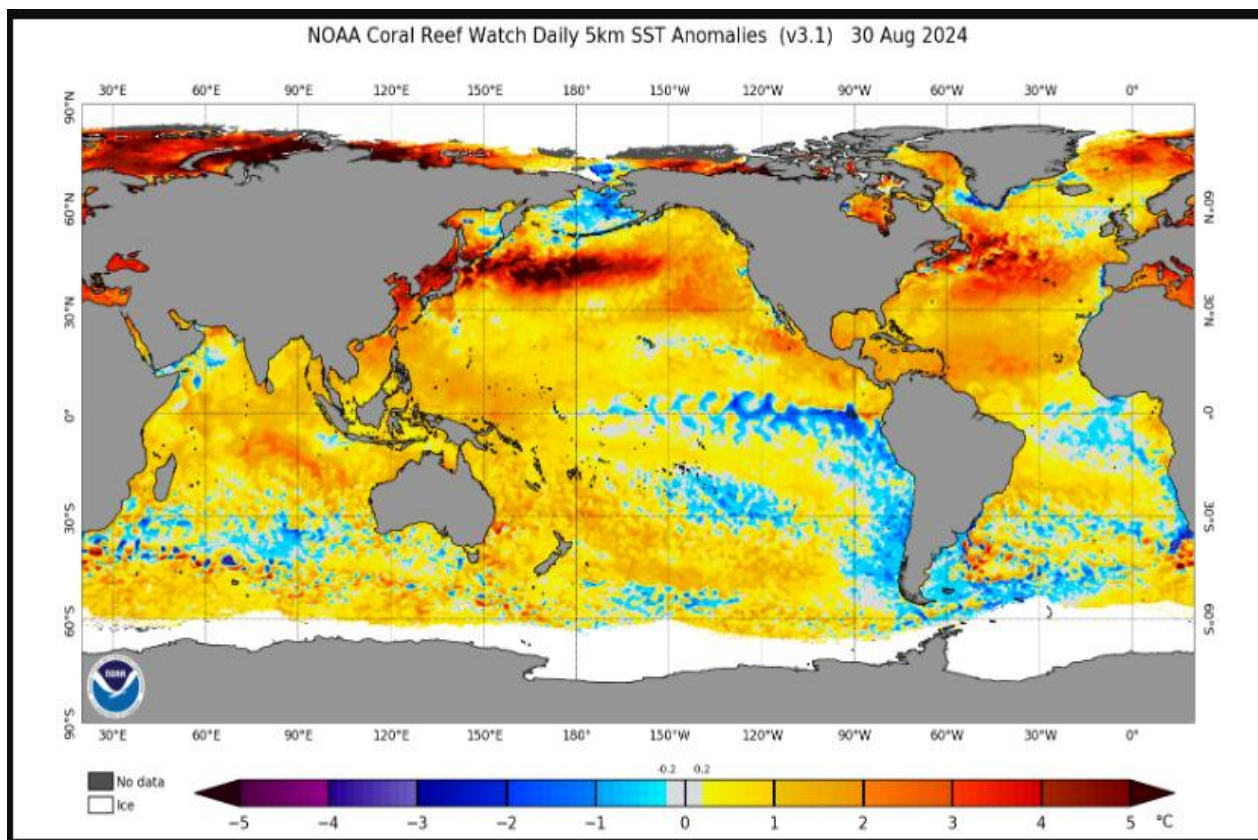 NOAA Coral Reef Watch Daily 5km SST Anomalies (v3.1) 30 Aug 2024
30°E 60°E 90°E 120°E 150°E 180° 150°W 120°W 90°W 60°W 30°W 0°
90°N
60°N 60°N
30°N 30°N
0° 0°
30°S 30°S
60°S 60°S
90°S
NOAA
30°E 60°E 90°E 120°E 150°E 180° 150°W 120°W 90°W 60°W 30°W 0°
-0.2 0.2
No data
Ice
−5 −4 −3 −2 −1 0 1 2 3 4 5 °C